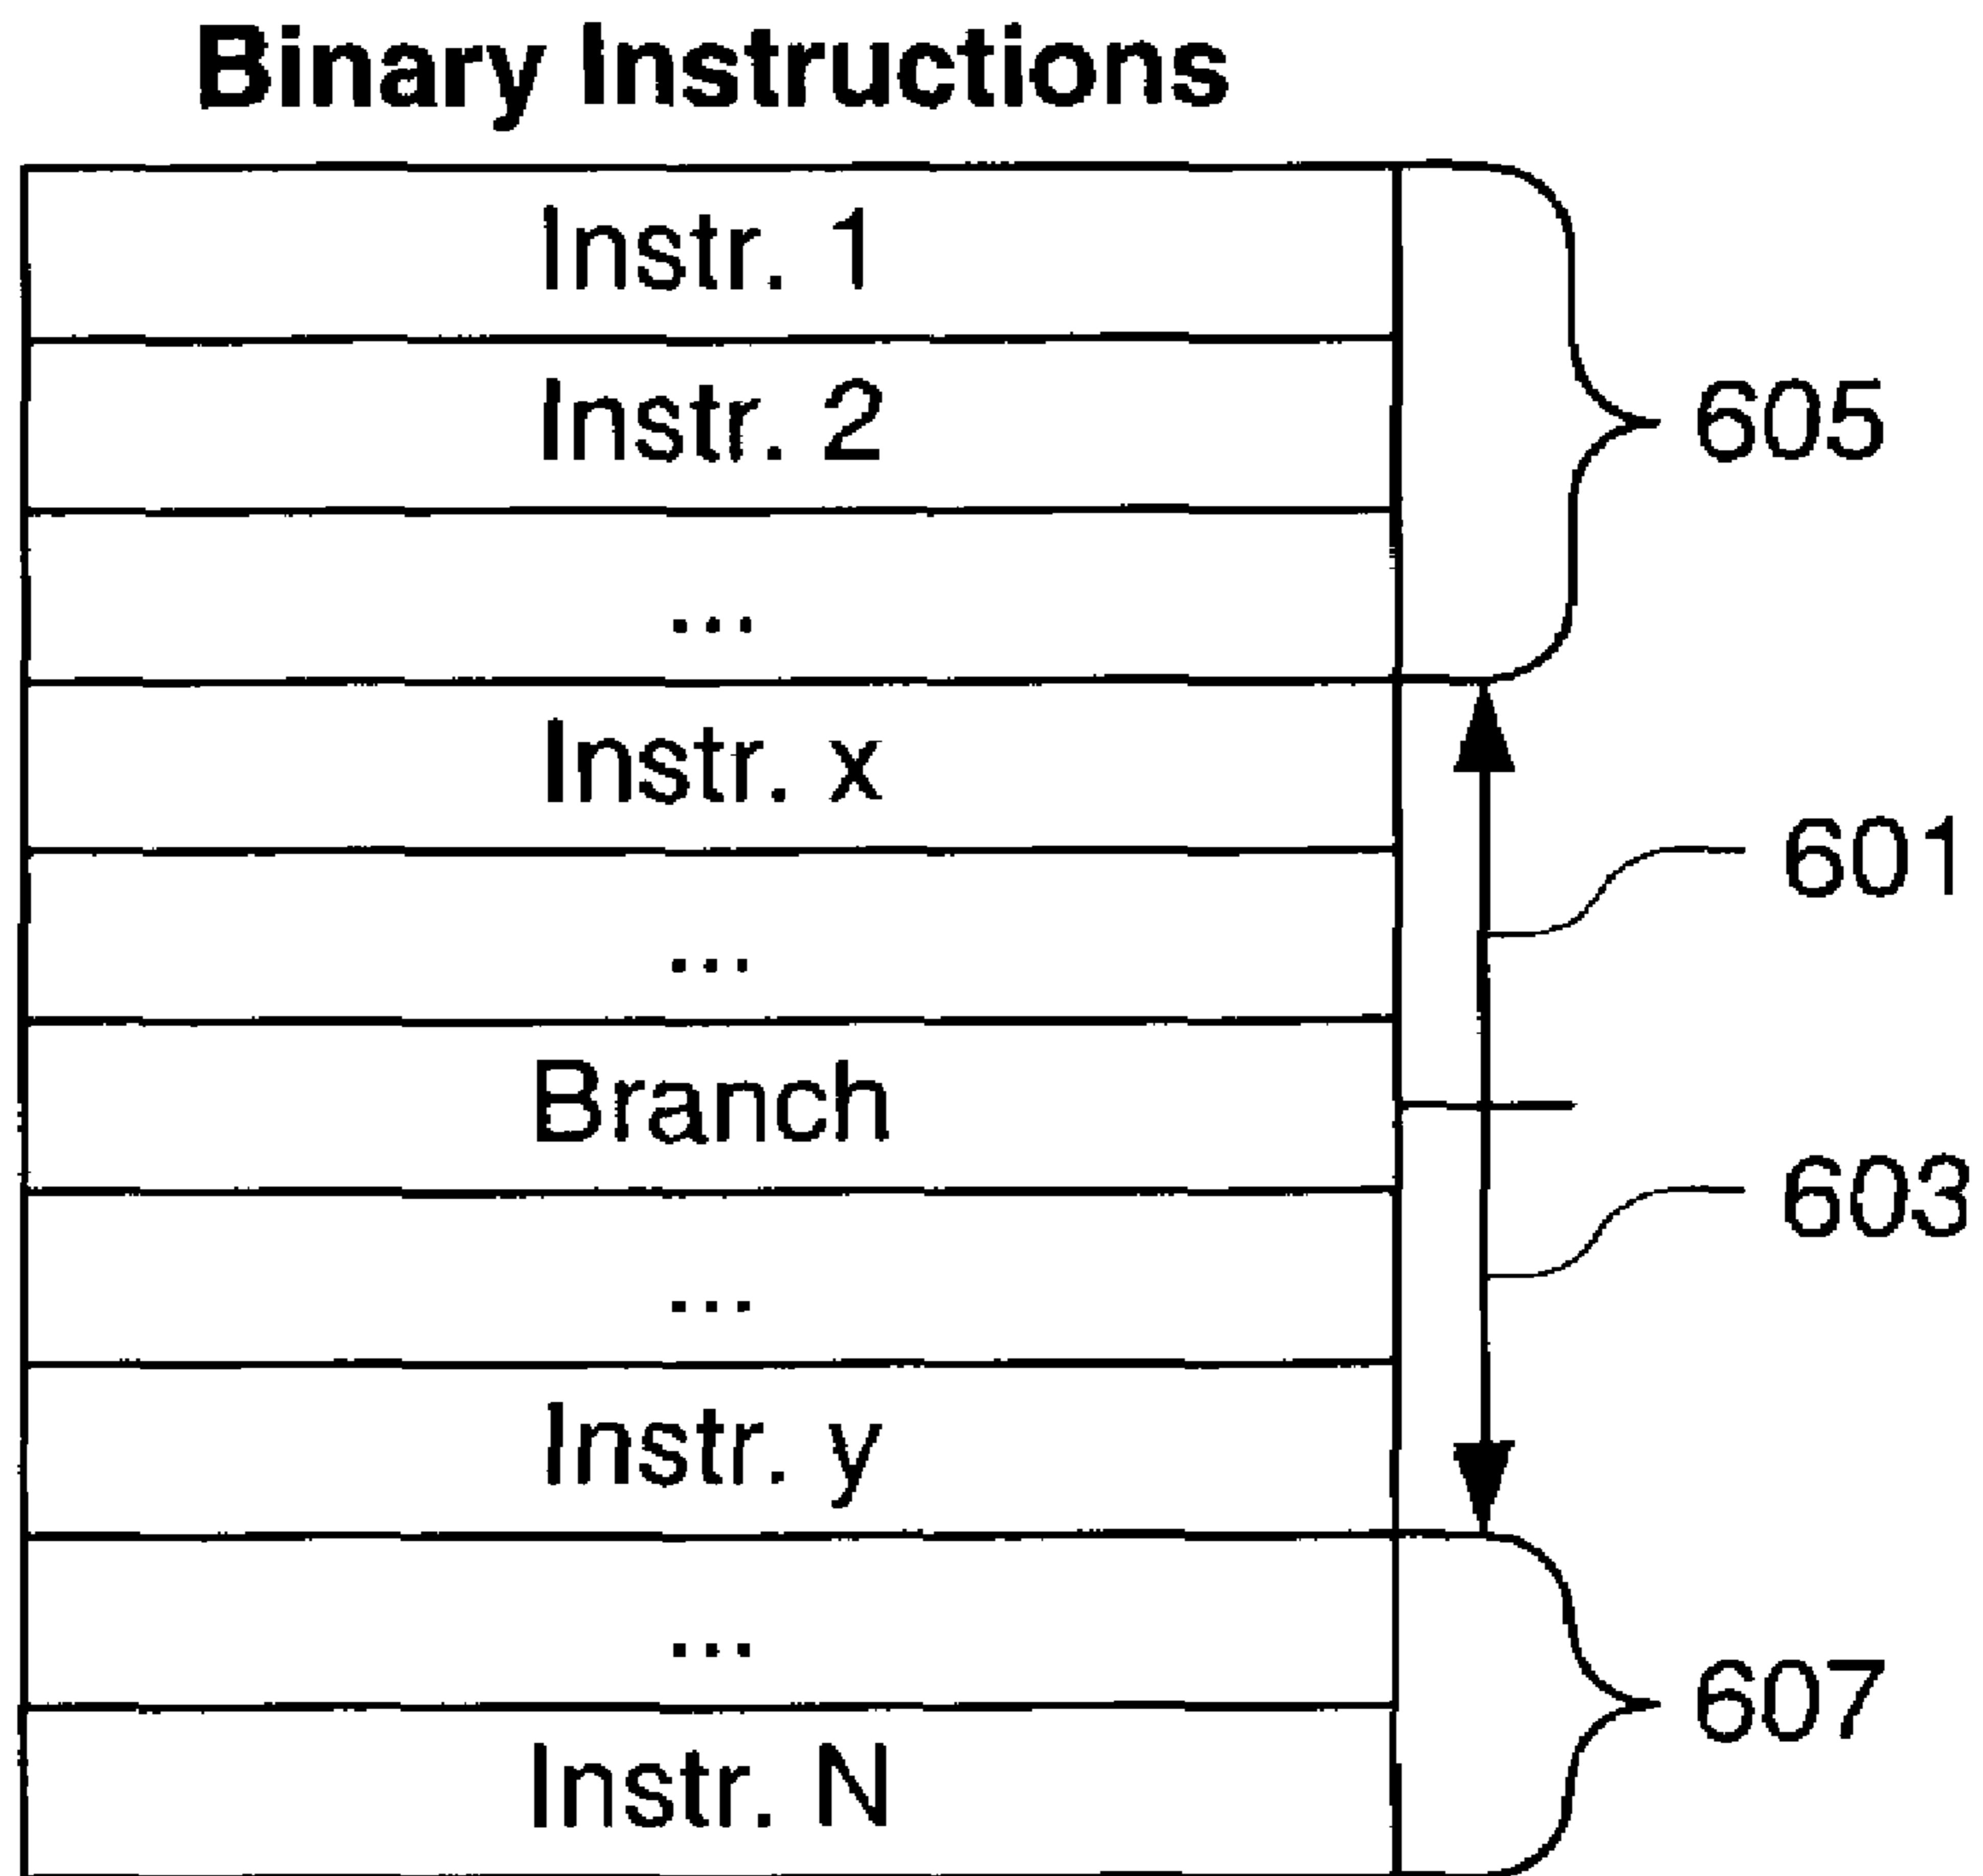 Binary Instructions
Instr. 1
Instr. 2
605
...
Instr. x
601
...
Branch
603
...
Instr. y
...
607
Instr. N